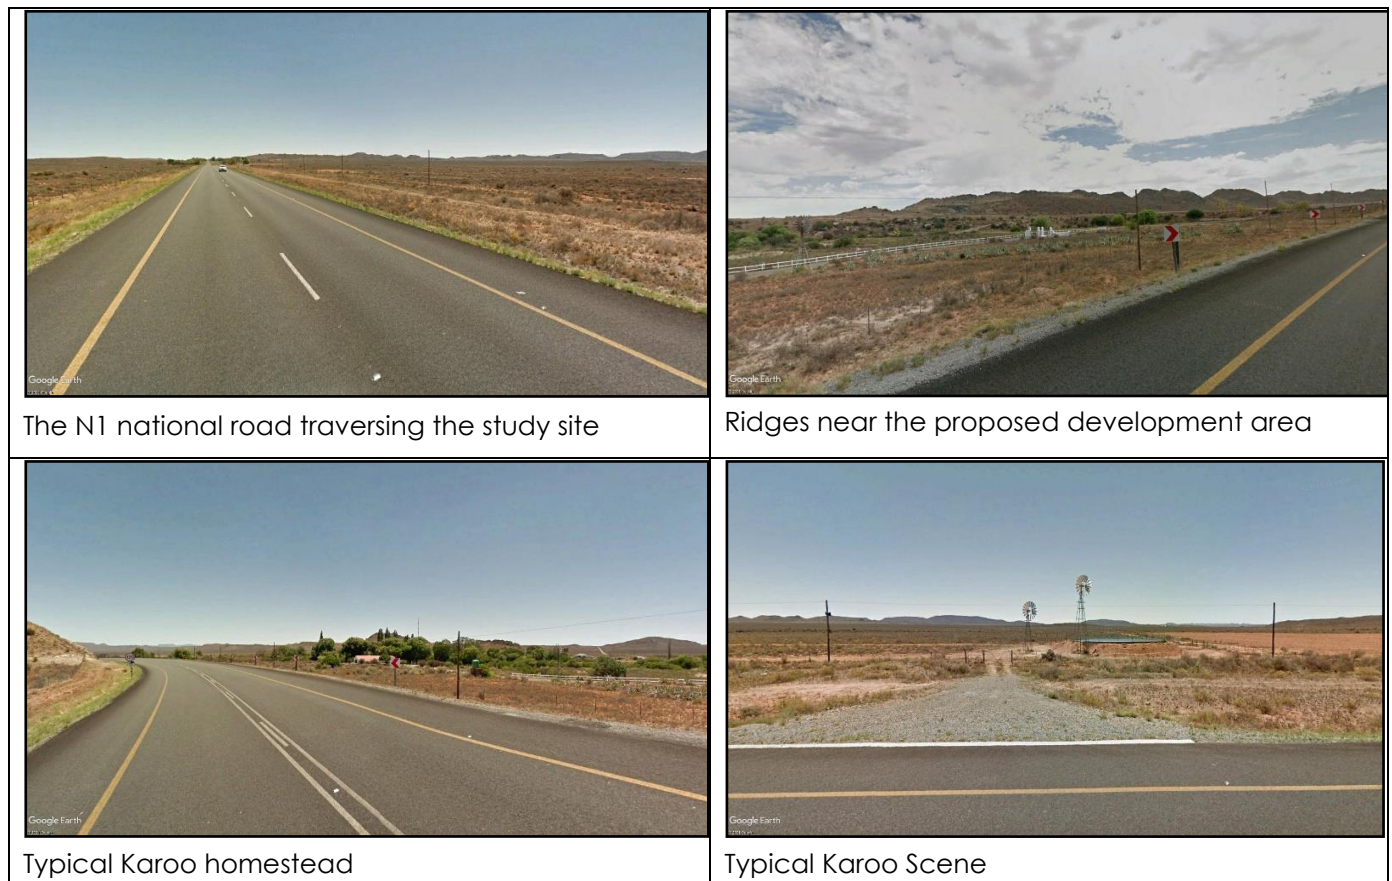 Google Earth
Google Earth
The N1 national road traversing the study site
Ridges near the proposed development area
Google Earth
Google Earth
Typical Karoo homestead
Typical Karoo Scene